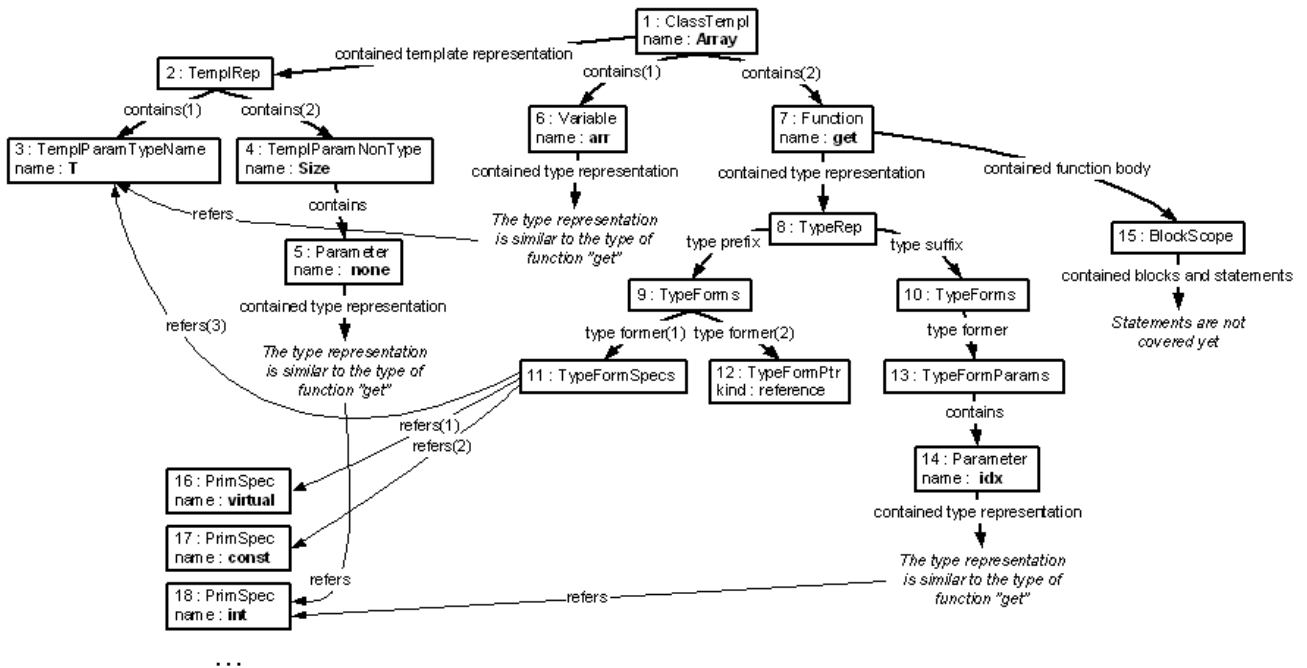 1 : ClassTempl
name : Array
contained template representation
2 : TemplRep
contains(1)
contains(2)
contains(1)
contains(2)
3 : TemplParamTypeName
name : T
4 : TemplParamNonType
name : Size
6 : Variable
name : arr
7 : Function
name : get
contained type representation
contained type representation
contained function body
contains
refers
The type representation
is similar to the type of
function "get"
8 : TypeRep
15 : BlockScope
type prefix
type suffix
5 : Parameter
name : none
contained blocks and statements
9 : TypeForms
10 : TypeForms
contained type representation
refers(3)
Statements are not
covered yet
type former(1)
type former(2)
type former
The type representation
is similar to the type of
function "get"
11 : TypeFormSpecs
12 : TypeFormPtr
kind : reference
13 : TypeFormParams
contains
refers(1)
refers(2)
14 : Parameter
name : idx
16 : PrimSpec
name : virtual
contained type representation
17 : PrimSpec
name : const
The type representation
is similar to the type of
function "get"
refers
18 : PrimSpec
name : int
refers
...